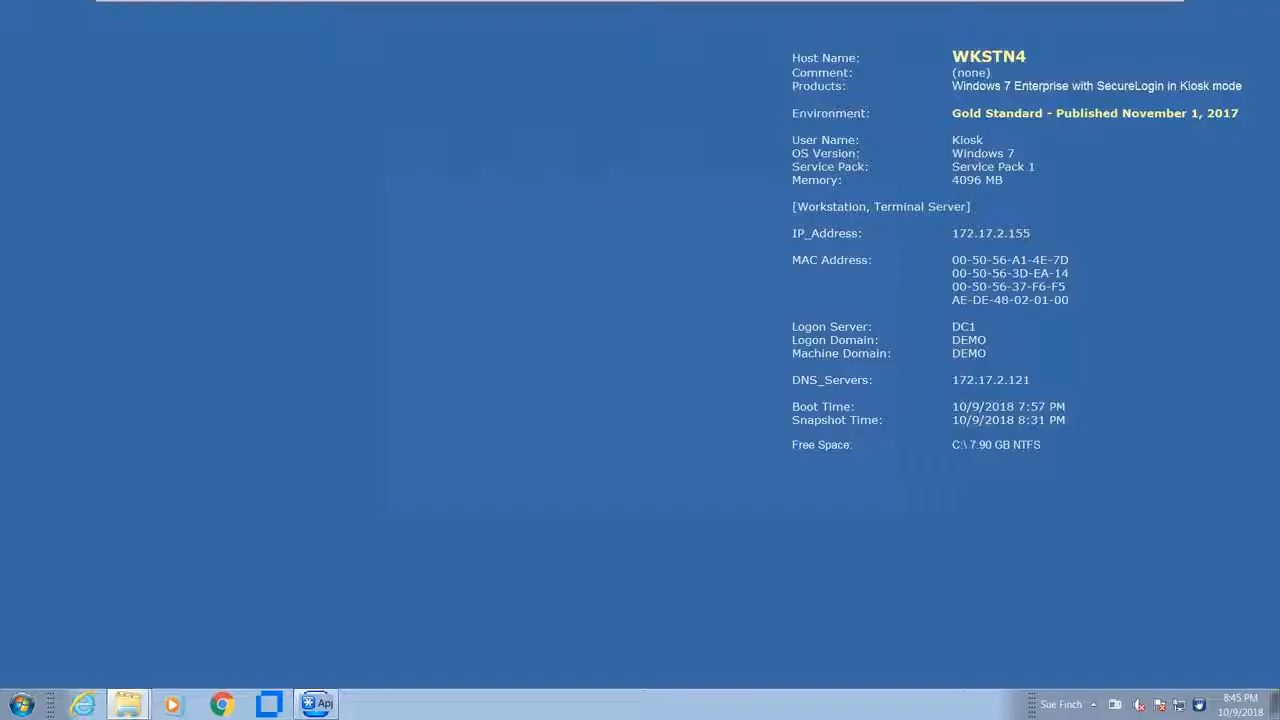 Host Name: WKSTN4
Comment: (none)
Products: Windows 7 Enterprise with SecureLogin in Kiosk mode
Environment: Gold Standard - Published November 1, 2017
User Name: Kiosk
OS Version: Windows 7
Service Pack: Service Pack 1
Memory: 4096 MB
[Workstation, Terminal Server]
IP_Address: 172.17.2.155
MAC Address: 00-50-56-A1-4E-7D
00-50-56-3D-EA-14
00-50-56-37-F6-F5
AE-DE-48-02-01-00
Logon Server: DC1
Logon Domain: DEMO
Machine Domain: DEMO
DNS_Servers: 172.17.2.121
Boot Time: 10/9/2018 7:57 PM
Snapshot Time: 10/9/2018 8:31 PM
Free Space: C:\ 7.90 GB NTFS
Sue Finch
8:45 PM
10/9/2018